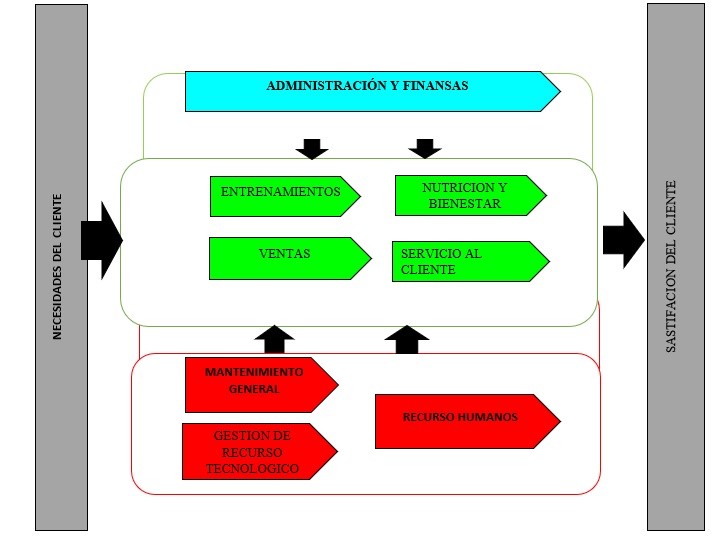 NECESIDADES DEL CLIENTE
ADMINISTRACIÓN Y FINANSAS
ENTRENAMIENTOS
NUTRICION Y
BIENESTAR
VENTAS
SERVICIO AL
CLIENTE
MANTENIMIENTO
GENERAL
RECURSO HUMANOS
GESTION DE
RECURSO
TECNOLOGICO
SASTIFACION DEL CLIENTE